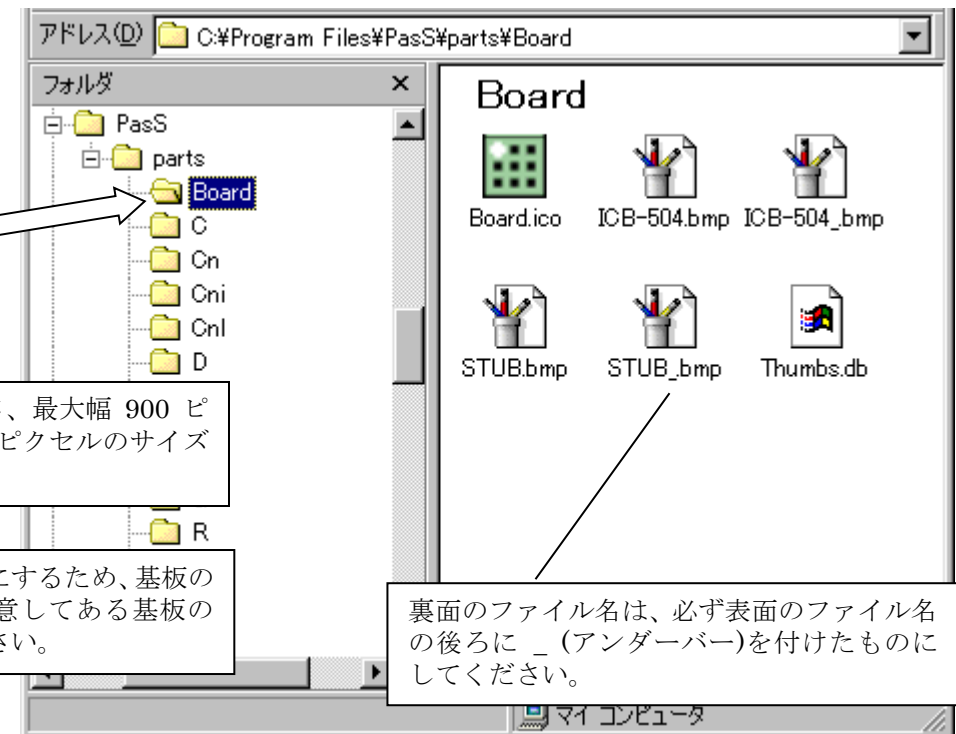 アドレス(D) C:¥Program Files¥PasS¥parts¥Board
フォルダ ×
PasS
parts
Board
C
Cn
Cni
Cnl
D
R
Board
Board.ico ICB-504.bmp ICB-504_.bmp
STUB.bmp STUB_.bmp Thumbs.db
、最大幅 900 ピ
ピクセルのサイズ
にするため、基板の
意してある基板の
さい。
裏面のファイル名は、必ず表面のファイル名
の後ろに _ (アンダーバー)を付けたものに
してください。
マイ コンピュータ